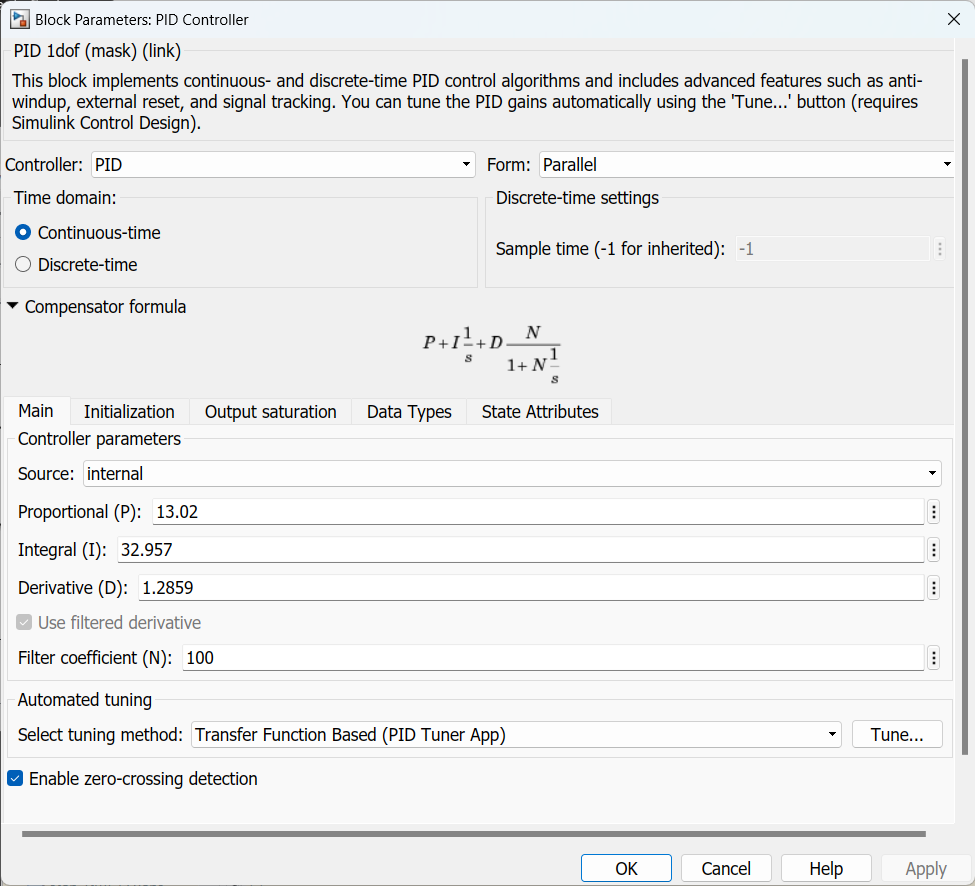 Block Parameters: PID Controller
PID 1dof (mask) (link)
This block implements continuous- and discrete-time PID control algorithms and includes advanced features such as anti-
windup, external reset, and signal tracking. You can tune the PID gains automatically using the 'Tune...' button (requires
Simulink Control Design).
Controller: PID Form: Parallel
Time domain:
Continuous-time
Discrete-time
Discrete-time settings
Sample time (-1 for inherited): -1
Compensator formula
P + I 1/s + D N/(1 + N 1/s)
Main Initialization Output saturation Data Types State Attributes
Controller parameters
Source: internal
Proportional (P): 13.02
Integral (I): 32.957
Derivative (D): 1.2859
Use filtered derivative
Filter coefficient (N): 100
Automated tuning
Select tuning method: Transfer Function Based (PID Tuner App) Tune...
Enable zero-crossing detection
OK Cancel Help Apply